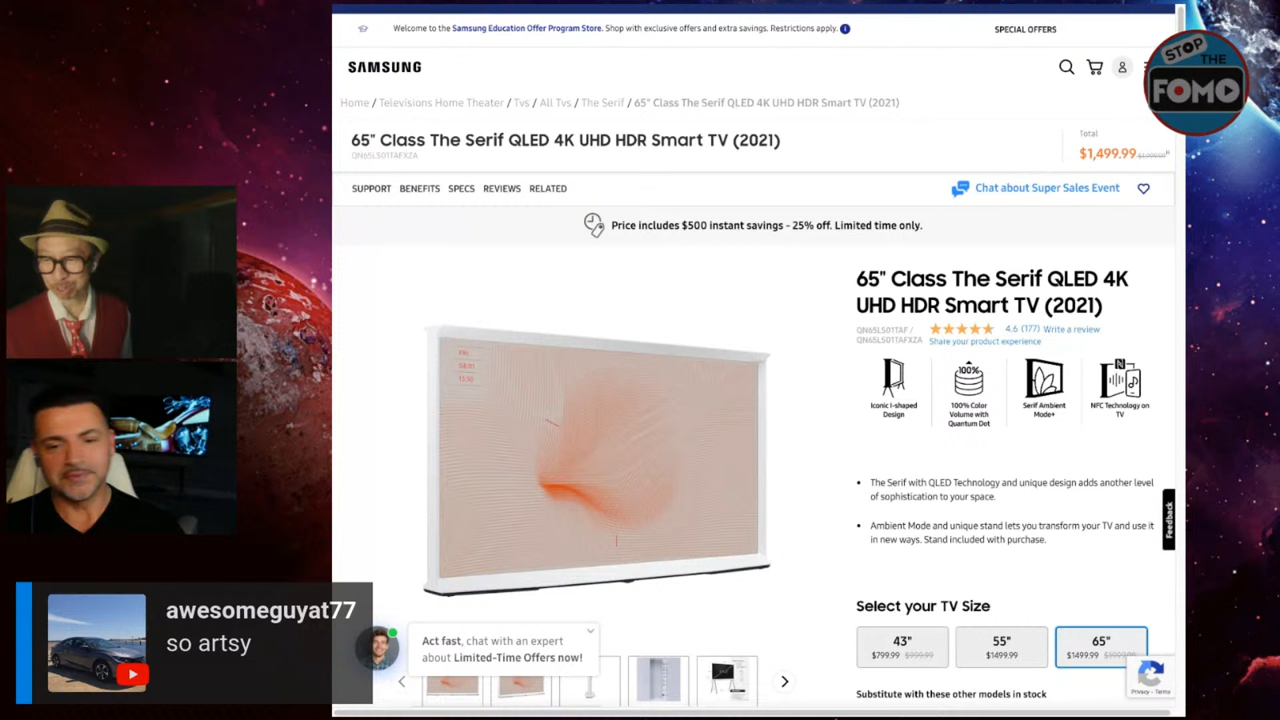 Welcome to the Samsung Education Offer Program Store. Shop with exclusive offers and extra savings. Restrictions apply.
SPECIAL OFFERS
SAMSUNG
STOP
THE
FOMO
Home / Televisions Home Theater / Tvs / All Tvs / The Serif / 65" Class The Serif QLED 4K UHD HDR Smart TV (2021)
65" Class The Serif QLED 4K UHD HDR Smart TV (2021)
QN65LS01TAFXZA
Total
$1,499.99
SUPPORT BENEFITS SPECS REVIEWS RELATED
Chat about Super Sales Event
Price includes $500 instant savings - 25% off. Limited time only.
65" Class The Serif QLED 4K
UHD HDR Smart TV (2021)
QN65LS01TAF /
QN65LS01TAFXZA
4.6 (177) Write a review
Share your product experience
100%
Iconic I-shaped
Design
100% Color
Volume with
Quantum Dot
Serif Ambient
Mode+
NFC Technology on
TV
The Serif with QLED Technology and unique design adds another level
of sophistication to your space.
Ambient Mode and unique stand lets you transform your TV and use it
in new ways. Stand included with purchase.
Feedback
Select your TV Size
43"
$799.99 $999.99
55"
$1499.99
65"
$1499.99
Privacy - Terms
Substitute with these other models in stock
Act fast, chat with an expert
about Limited-Time Offers now!
awesomeguyat77
so artsy